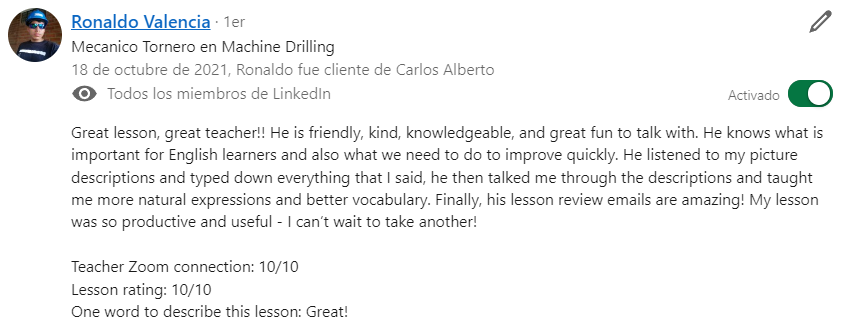 Ronaldo Valencia · 1er
Mecanico Tornero en Machine Drilling
18 de octubre de 2021, Ronaldo fue cliente de Carlos Alberto
Todos los miembros de LinkedIn
Activado
Great lesson, great teacher!! He is friendly, kind, knowledgeable, and great fun to talk with. He knows what is
important for English learners and also what we need to do to improve quickly. He listened to my picture
descriptions and typed down everything that I said, he then talked me through the descriptions and taught
me more natural expressions and better vocabulary. Finally, his lesson review emails are amazing! My lesson
was so productive and useful - I can’t wait to take another!
Teacher Zoom connection: 10/10
Lesson rating: 10/10
One word to describe this lesson: Great!